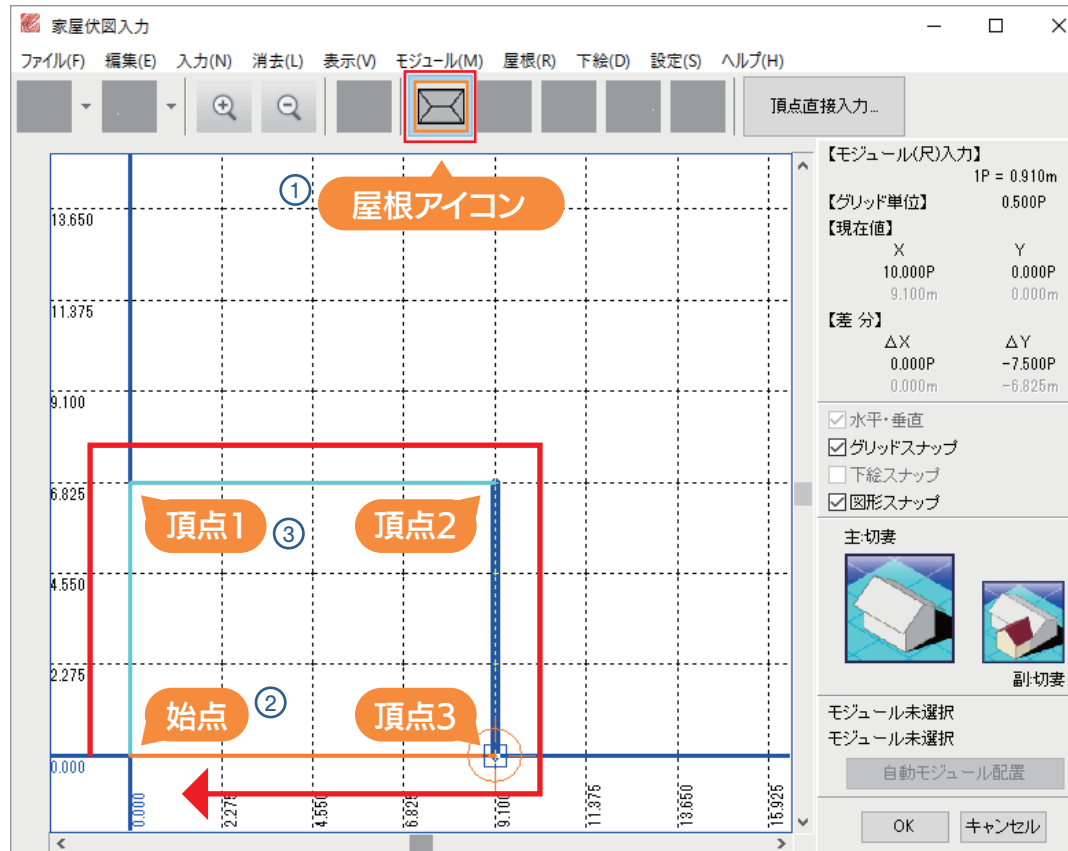 家屋伏図入力
ファイル(F) 編集(E) 入力(N) 消去(L) 表示(V) モジュール(M) 屋根(R) 下絵(D) 設定(S) ヘルプ(H)
頂点直接入力...
① 屋根アイコン
13.650
11.375
9.100
6.825
4.550
2.275
0.000
頂点1 ③ 頂点2
始点 ② 頂点3
0.000 2.275 4.550 6.825 9.100 11.375 13.650 15.925
【モジュール(尺)入力】
1P = 0.910m
【グリッド単位】 0.500P
【現在値】
X Y
10.000P 0.000P
9.100m 0.000m
【差 分】
△X △Y
0.000P -7.500P
0.000m -6.825m
水平・垂直
グリッドスナップ
下絵スナップ
図形スナップ
主:切妻
副:切妻
モジュール未選択
モジュール未選択
自動モジュール配置
OK キャンセル